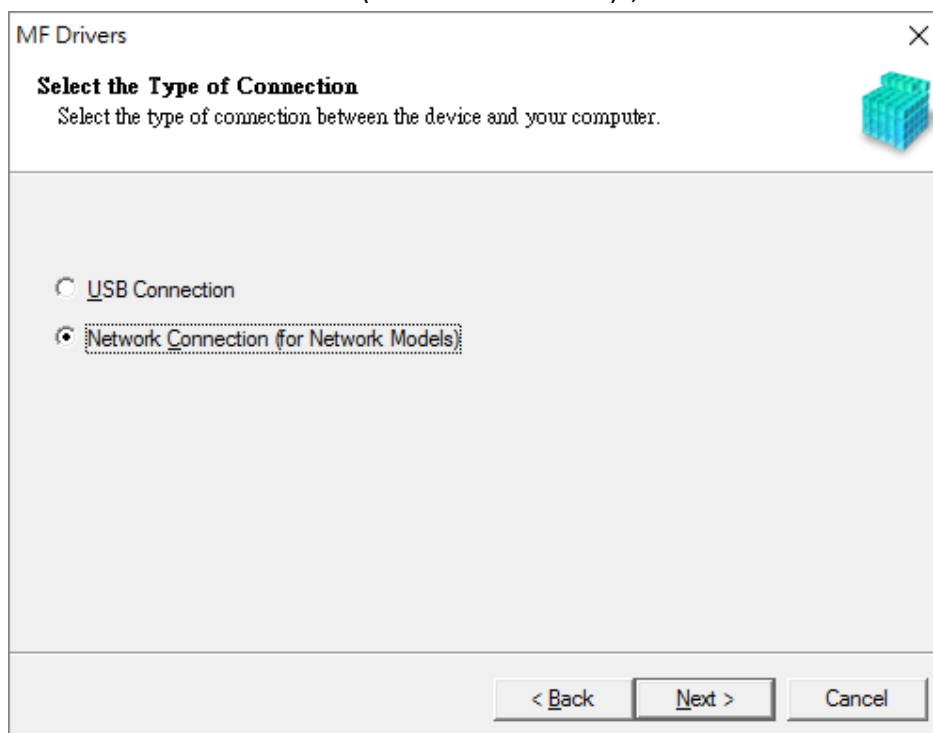 MF Drivers
Select the Type of Connection
Select the type of connection between the device and your computer.
USB Connection
Network Connection (for Network Models)
< Back Next > Cancel